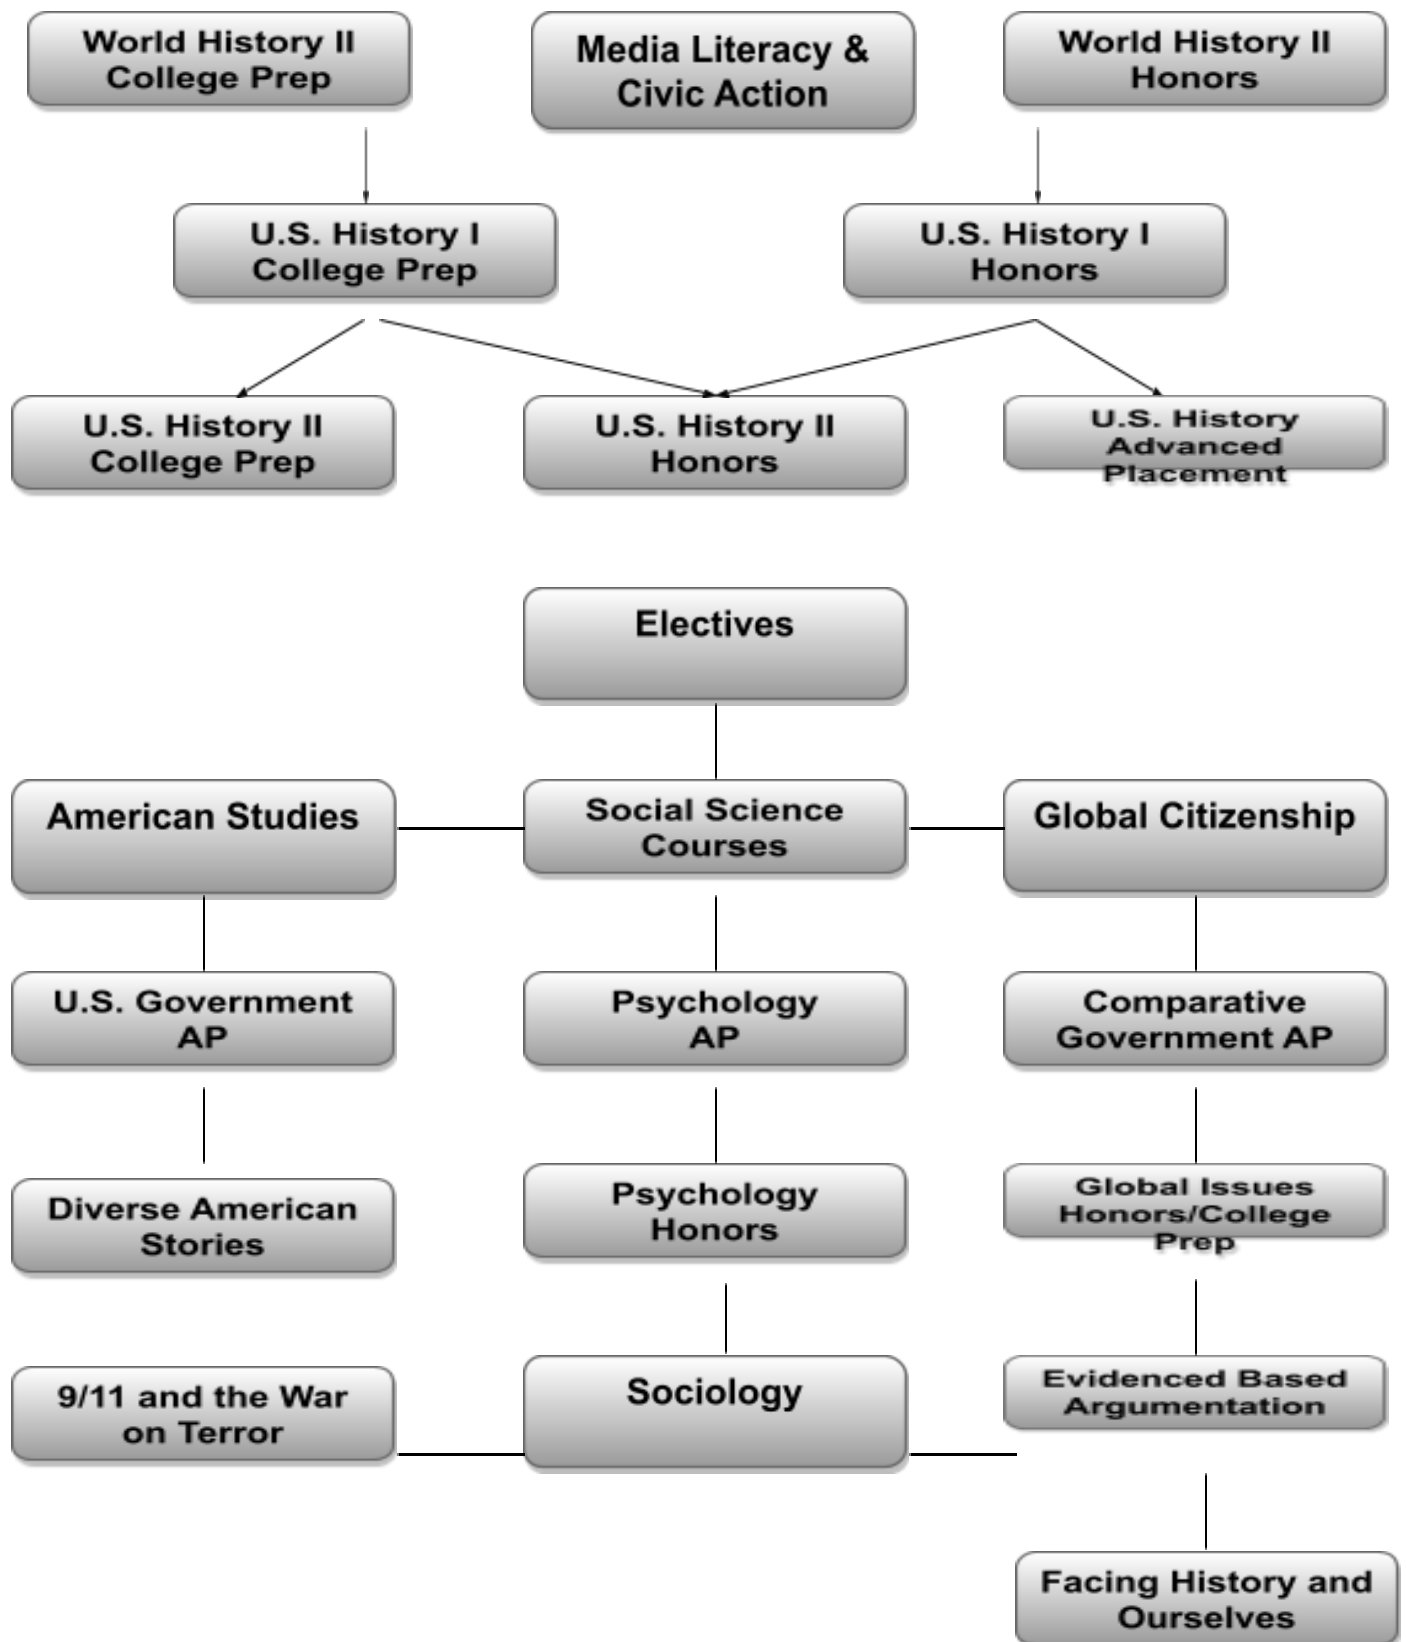 World History II
College Prep
Media Literacy &
Civic Action
World History II
Honors
U.S. History I
College Prep
U.S. History I
Honors
U.S. History II
College Prep
U.S. History II
Honors
U.S. History
Advanced
Placement
Electives
American Studies
Social Science
Courses
Global Citizenship
U.S. Government
AP
Psychology
AP
Comparative
Government AP
Diverse American
Stories
Psychology
Honors
Global Issues
Honors/College
Prep
9/11 and the War
on Terror
Sociology
Evidenced Based
Argumentation
Facing History and
Ourselves